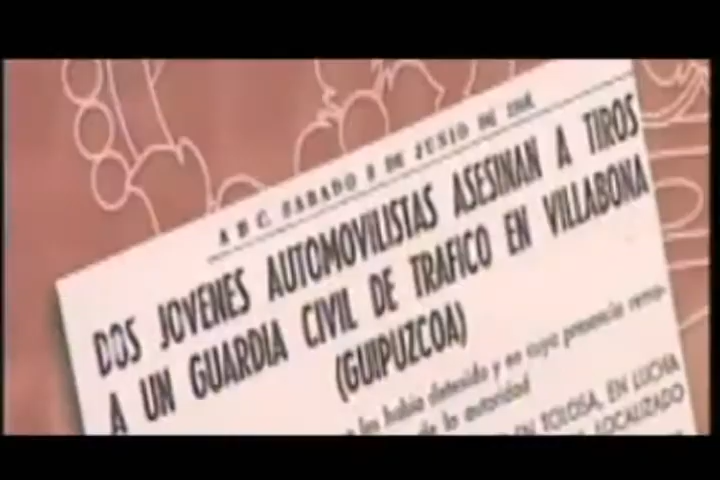 A B C. SABADO 8 DE JUNIO DE 1968.
DOS JOVENES AUTOMOVILISTAS ASESINAN A TIROS
A UN GUARDIA CIVIL DE TRAFICO EN VILLABONA
(GUIPUZCOA)
los había detenido y en cuya presencia
de la autoridad
EN TOLOSA, EN LUCHA
LOCALIZADO